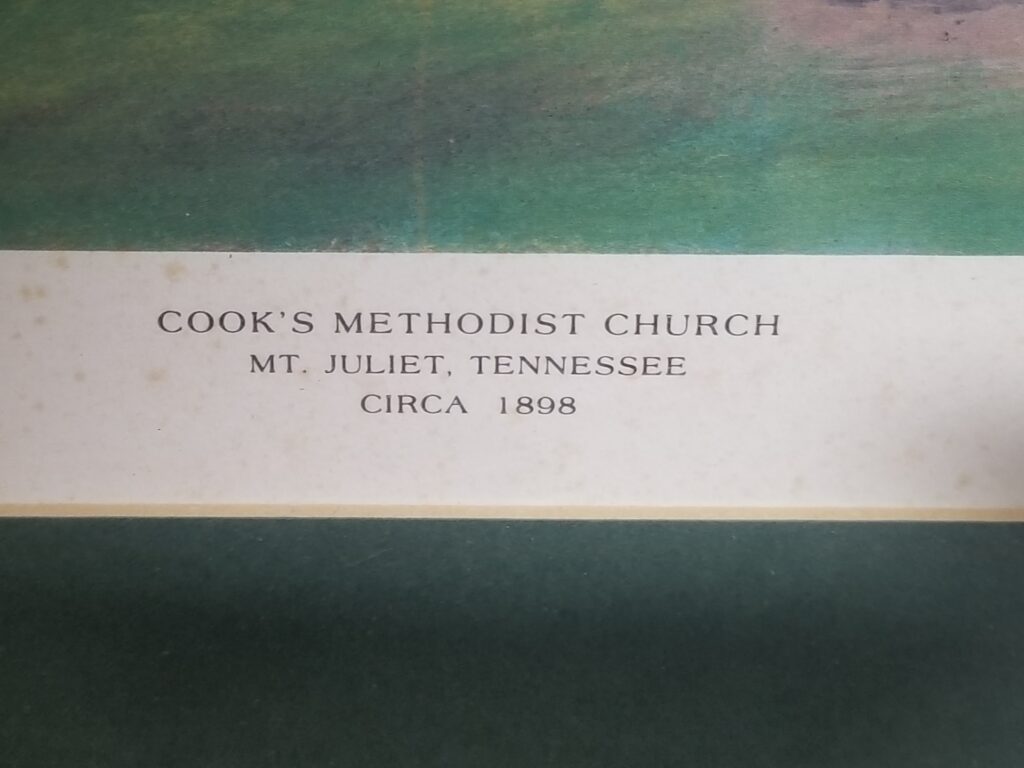 COOK'S METHODIST CHURCH
MT. JULIET, TENNESSEE
CIRCA 1898